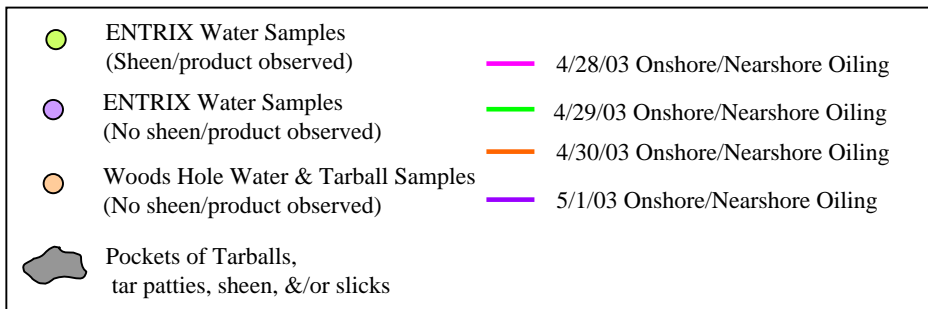 ENTRIX Water Samples
(Sheen/product observed)
ENTRIX Water Samples
(No sheen/product observed)
Woods Hole Water & Tarball Samples
(No sheen/product observed)
Pockets of Tarballs,
tar patties, sheen, &/or slicks
4/28/03 Onshore/Nearshore Oiling
4/29/03 Onshore/Nearshore Oiling
4/30/03 Onshore/Nearshore Oiling
5/1/03 Onshore/Nearshore Oiling